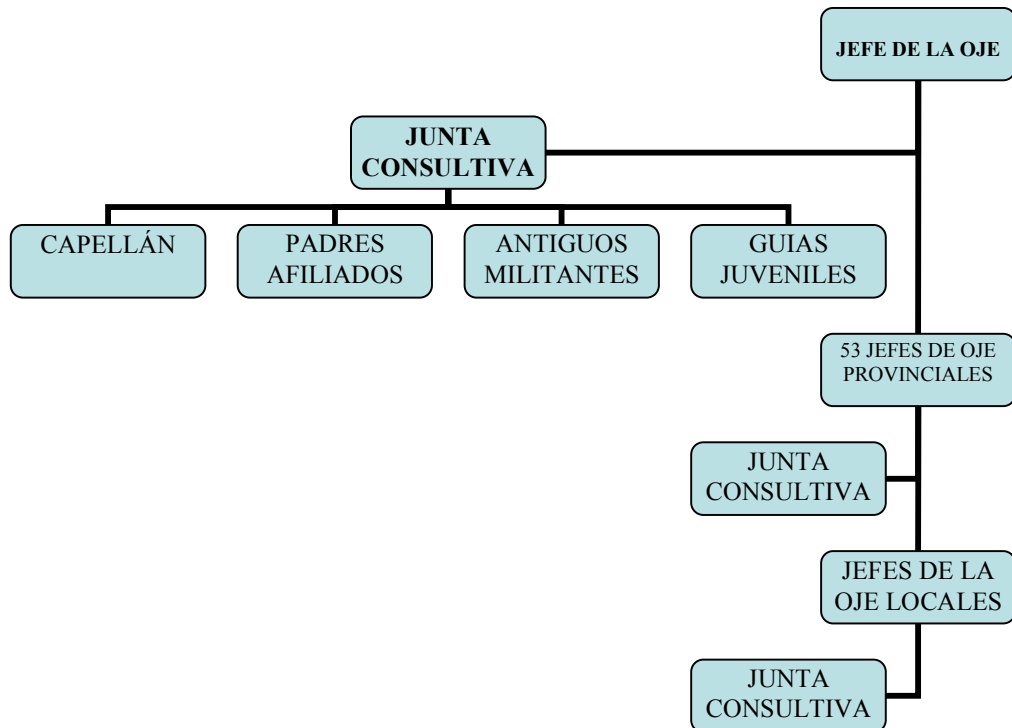 JEFE DE LA OJE
JUNTA
CONSULTIVA
CAPELLÁN
PADRES
AFILIADOS
ANTIGUOS
MILITANTES
GUIAS
JUVENILES
53 JEFES DE OJE
PROVINCIALES
JUNTA
CONSULTIVA
JEFES DE LA
OJE LOCALES
JUNTA
CONSULTIVA